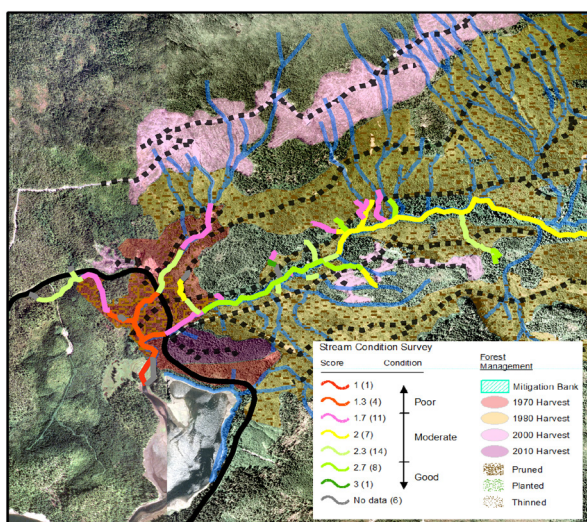 Stream Condition Survey
Score Condition
1 (1)
1.3 (4)
1.7 (11)
2 (7)
2.3 (14)
2.7 (8)
3 (1)
No data (6)
Poor
Moderate
Good
Forest
Management
Mitigation Bank
1970 Harvest
1980 Harvest
2000 Harvest
2010 Harvest
Pruned
Planted
Thinned